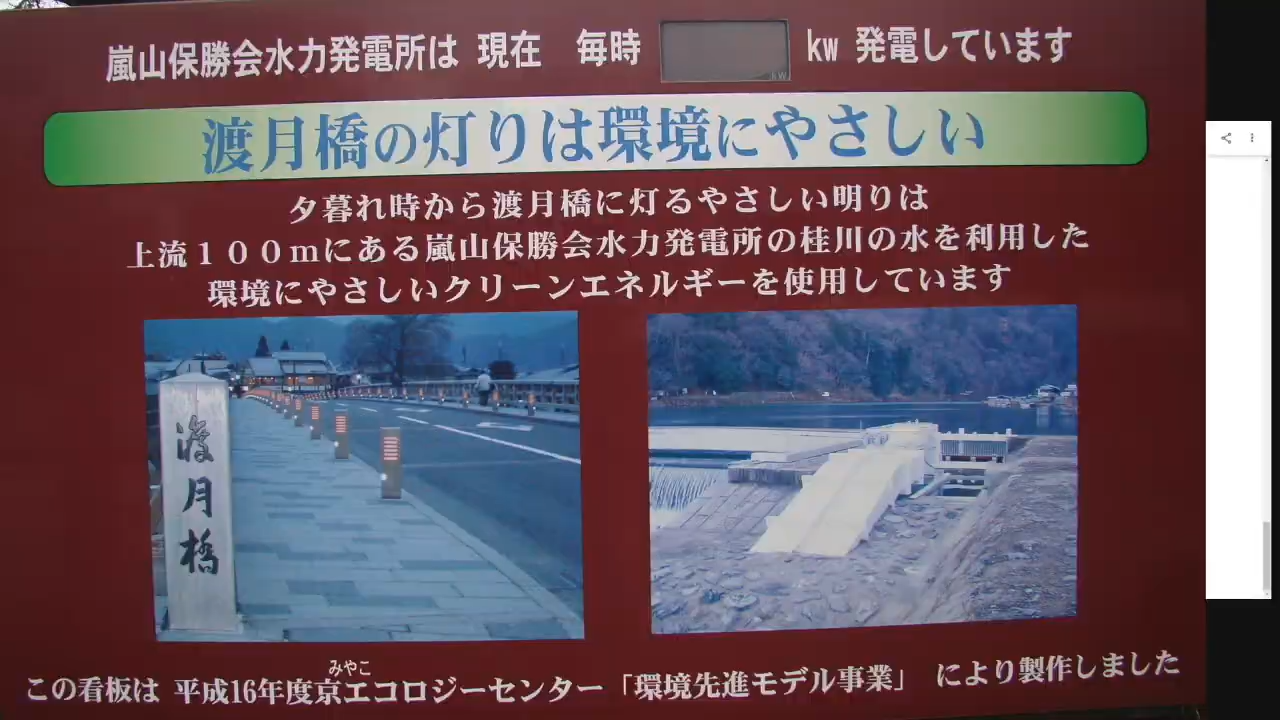 嵐山保勝会水力発電所は 現在 毎時 kw 発電しています
kW
渡月橋の灯りは環境にやさしい
夕暮れ時から渡月橋に灯るやさしい明りは
上流１００ｍにある嵐山保勝会水力発電所の桂川の水を利用した
環境にやさしいクリーンエネルギーを使用しています
渡月橋
みやこ
この看板は 平成16年度京エコロジーセンター「環境先進モデル事業」 により製作しました